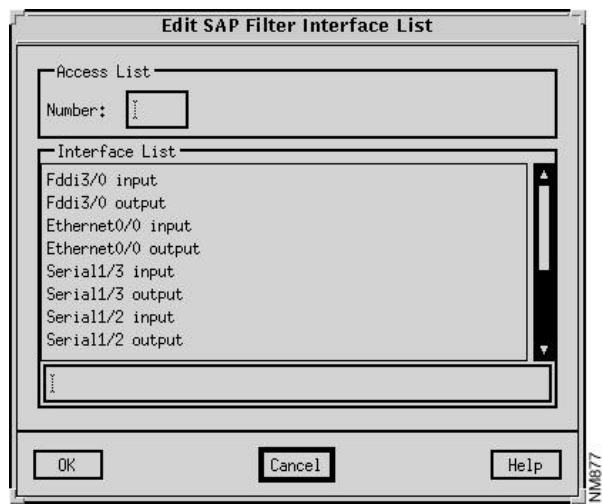 Edit SAP Filter Interface List
Access List
Number:
Interface List
Fddi3/0 input
Fddi3/0 output
Ethernet0/0 input
Ethernet0/0 output
Serial1/3 input
Serial1/3 output
Serial1/2 input
Serial1/2 output
OK Cancel Help
NM877